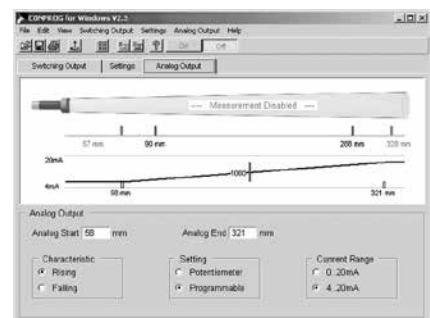 CONPROG for Windows V2.3
File Edit View Switching Output Settings Analog Output Help
On Off
Switching Output Settings Analog Output
--- Measurement Disabled ---
57 mm 90 mm 288 mm 328 mm
20mA
1000
4mA
58 mm 321 mm
Analog Output
Analog Start 58 mm Analog End 321 mm
Characteristic Setting Current Range
Rising Potentiometer 0..20mA
Falling Programmable 4..20mA